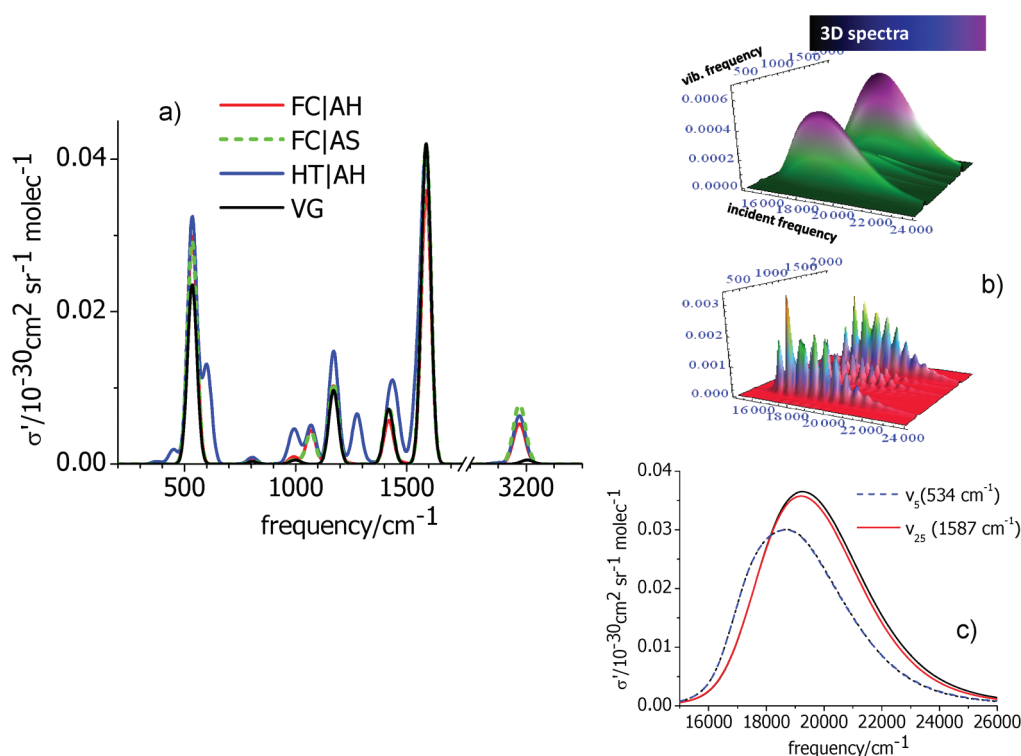 a)
FC|AH
FC|AS
HT|AH
VG
0.04
0.02
0.00
σ'/10⁻³⁰cm² sr⁻¹ molec⁻¹
500
1000
1500
3200
frequency/cm⁻¹
3D spectra
vib. frequency
500
1000
1500
2000
0.0006
0.0004
0.0002
0.0000
16000
18000
20000
22000
24000
incident frequency
b)
500
1000
1500
2000
0.003
0.002
0.001
0.000
16000
18000
20000
22000
24000
0.04
0.03
0.02
0.01
0.00
σ'/10⁻³⁰cm² sr⁻¹ molec⁻¹
ν₅(534 cm⁻¹)
ν₂₅ (1587 cm⁻¹)
c)
16000 18000 20000 22000 24000 26000
frequency/cm⁻¹